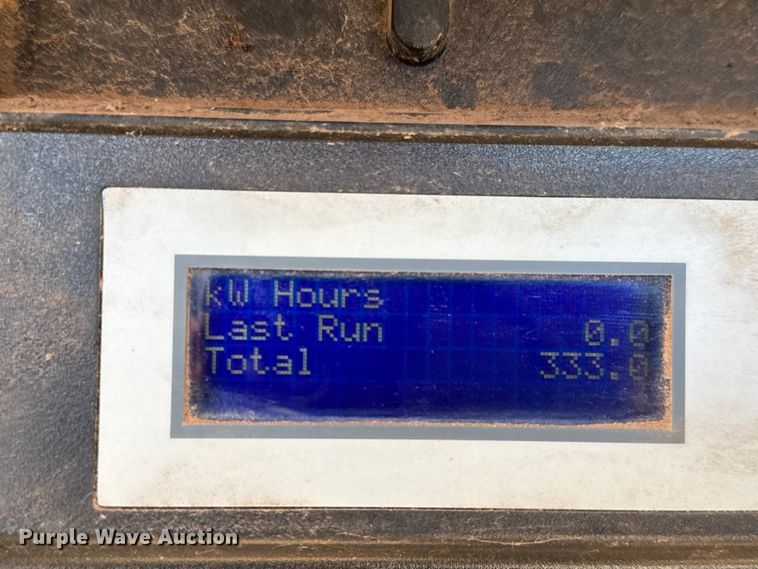 kW Hours
Last Run 0.0
Total 333.0
Purple Wave Auction